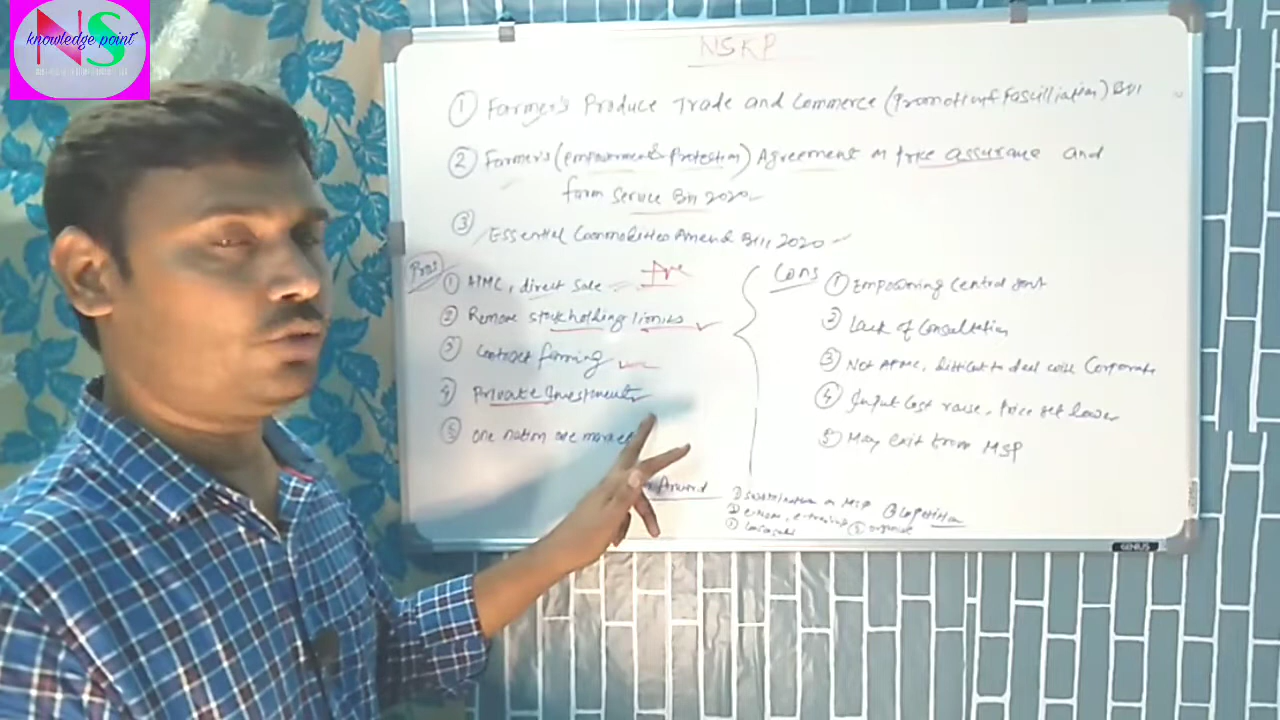 knowledge point
NS
NSKP
① Farmer's Produce Trade and Commerce (Promotion & Fascilliation) Bill
② Farmer's (Empowerment & Protection) Agreement on Price assurance and
farm Service Bill 2020
③ Essential Commodities Amend Bill 2020
Pros
① APMC, direct Sale
② Remove stockholding limits
③ Contract farming
④ Private Investments
⑤ one nation one market
Cons
① Empowering Central Govt
② Lack of Consultation
③ Not APMC, Difficult to deal with Corporate
④ Input Cost raise, Price get lower
⑤ May exit from MSP
MSP
GENIUS